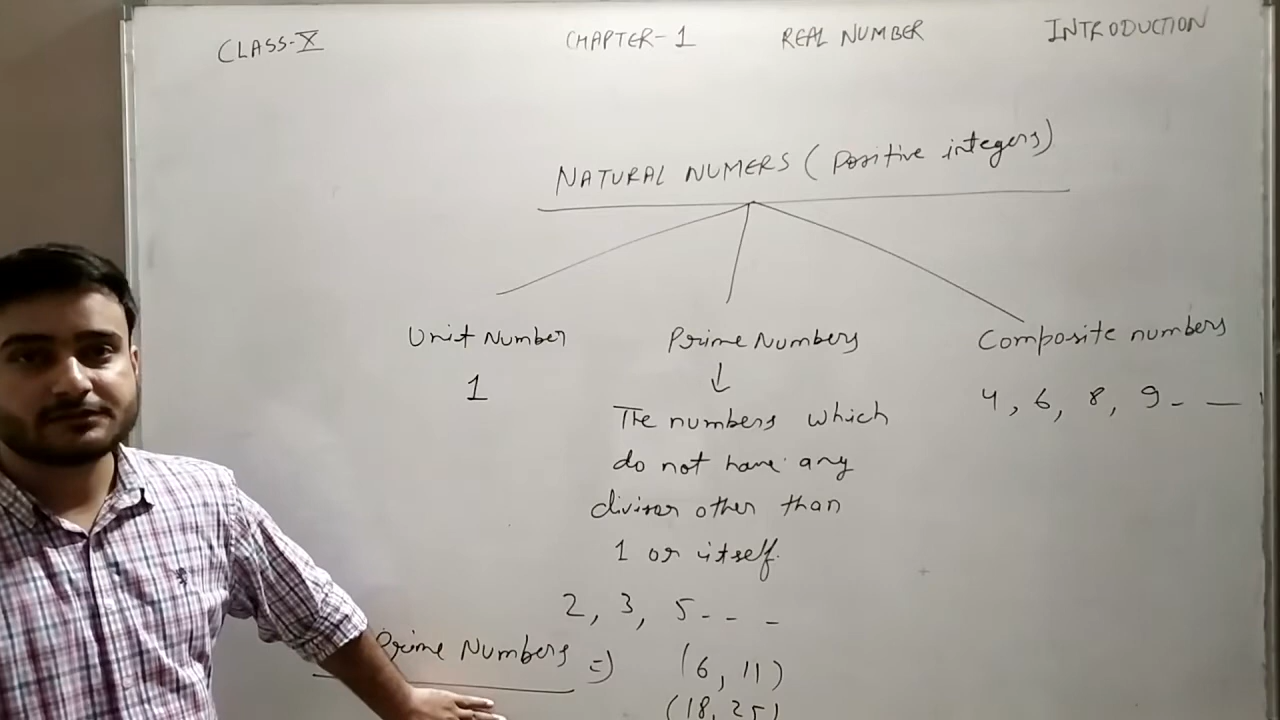 CLASS-X CHAPTER-1 REAL NUMBER INTRODUCTION
NATURAL NUMERS (Positive integers)
Unit Number Prime Numbers Composite numbers
1 ↓ 4, 6, 8, 9- —
The numbers which
do not have any
divisor other than
1 or itself.
2, 3, 5- - -
Prime Numbers => (6, 11)
(18, 25)